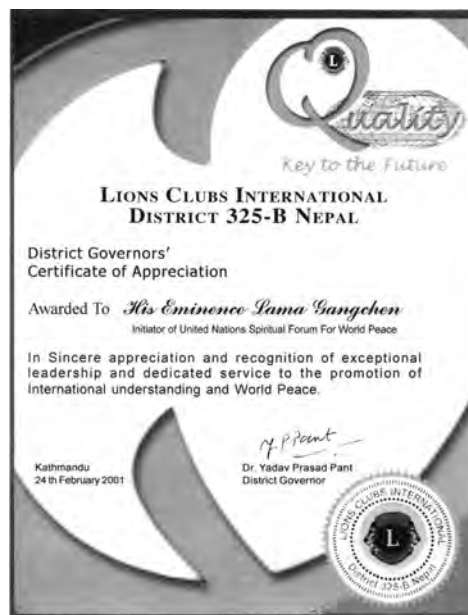 L
Quality
Key to the Future
LIONS CLUBS INTERNATIONAL
DISTRICT 325-B NEPAL
District Governors'
Certificate of Appreciation
Awarded To His Eminence Lama Gangchen
Initiator of United Nations Spiritual Forum For World Peace
In Sincere appreciation and recognition of exceptional
leadership and dedicated service to the promotion of
International understanding and World Peace.
Y. P. Pant
Kathmandu
24 th February 2001
Dr. Yadav Prasad Pant
District Governor
LIONS CLUBS INTERNATIONAL
L
District 325-B Nepal